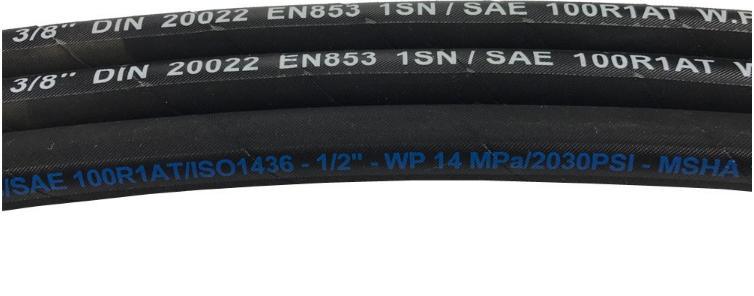 3/8" DIN 20022 EN853 1SN / SAE 100R1AT W.P
3/8" DIN 20022 EN853 1SN / SAE 100R1AT W
/SAE 100R1AT/ISO1436 - 1/2" - WP 14 MPa/2030PSI - MSHA